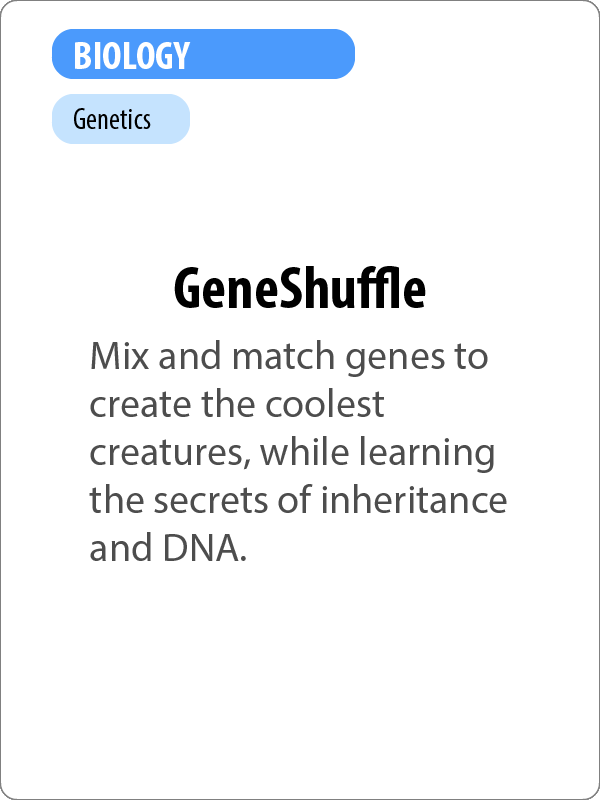 BIOLOGY
Genetics
GeneShuffle
Mix and match genes to
create the coolest
creatures, while learning
the secrets of inheritance
and DNA.